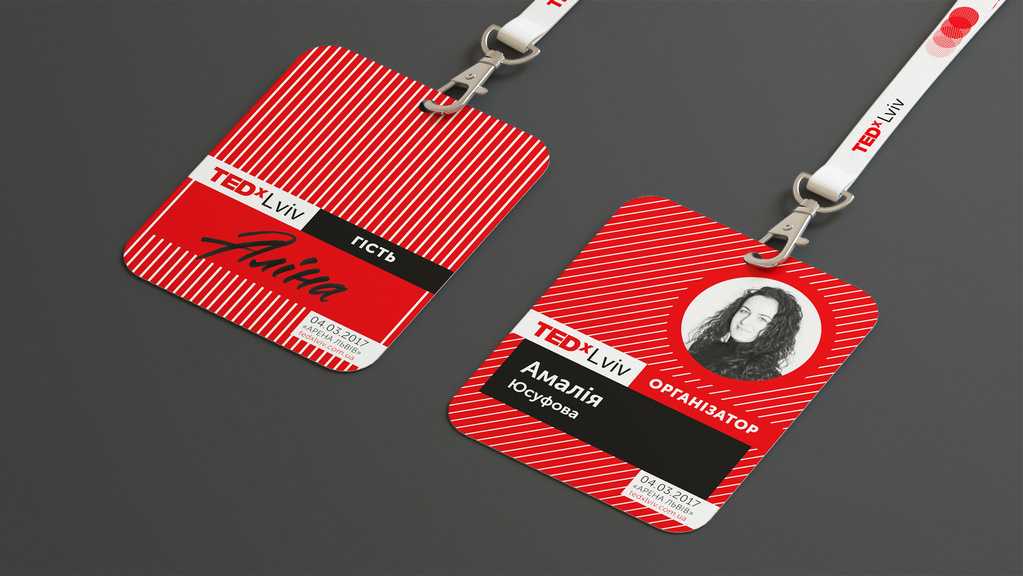 TEDxLviv
ГІСТЬ
Аліна
04.03.2017
«АРЕНА ЛЬВІВ»
tedxlviv.com.ua
TEDxLviv
TEDxLviv
ОРГАНІЗАТОР
Амалія
Юсуфова
04.03.2017
«АРЕНА ЛЬВІВ»
tedxlviv.com.ua